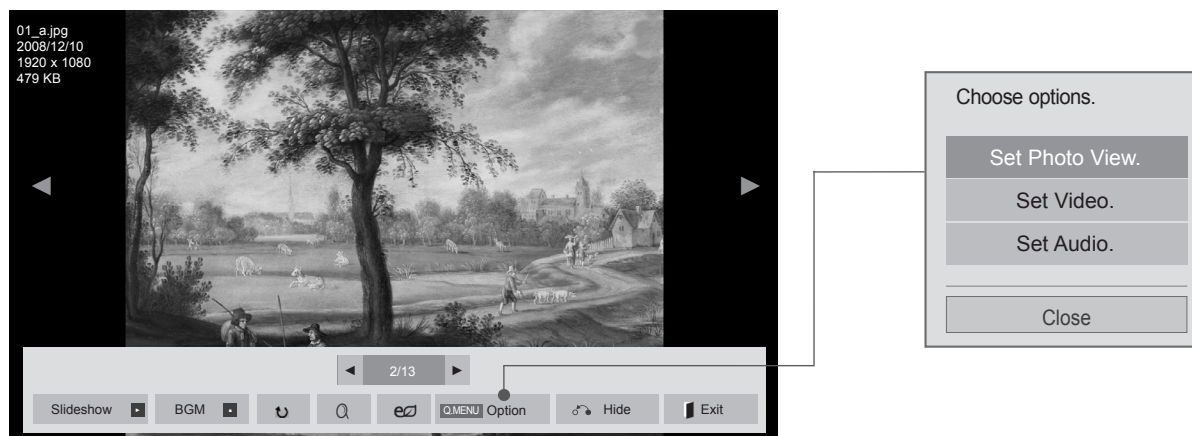 01_a.jpg
2008/12/10
1920 x 1080
479 KB
◀ 2/13 ▶
Slideshow BGM Q.MENU Option Hide Exit
Choose options.
Set Photo View.
Set Video.
Set Audio.
Close